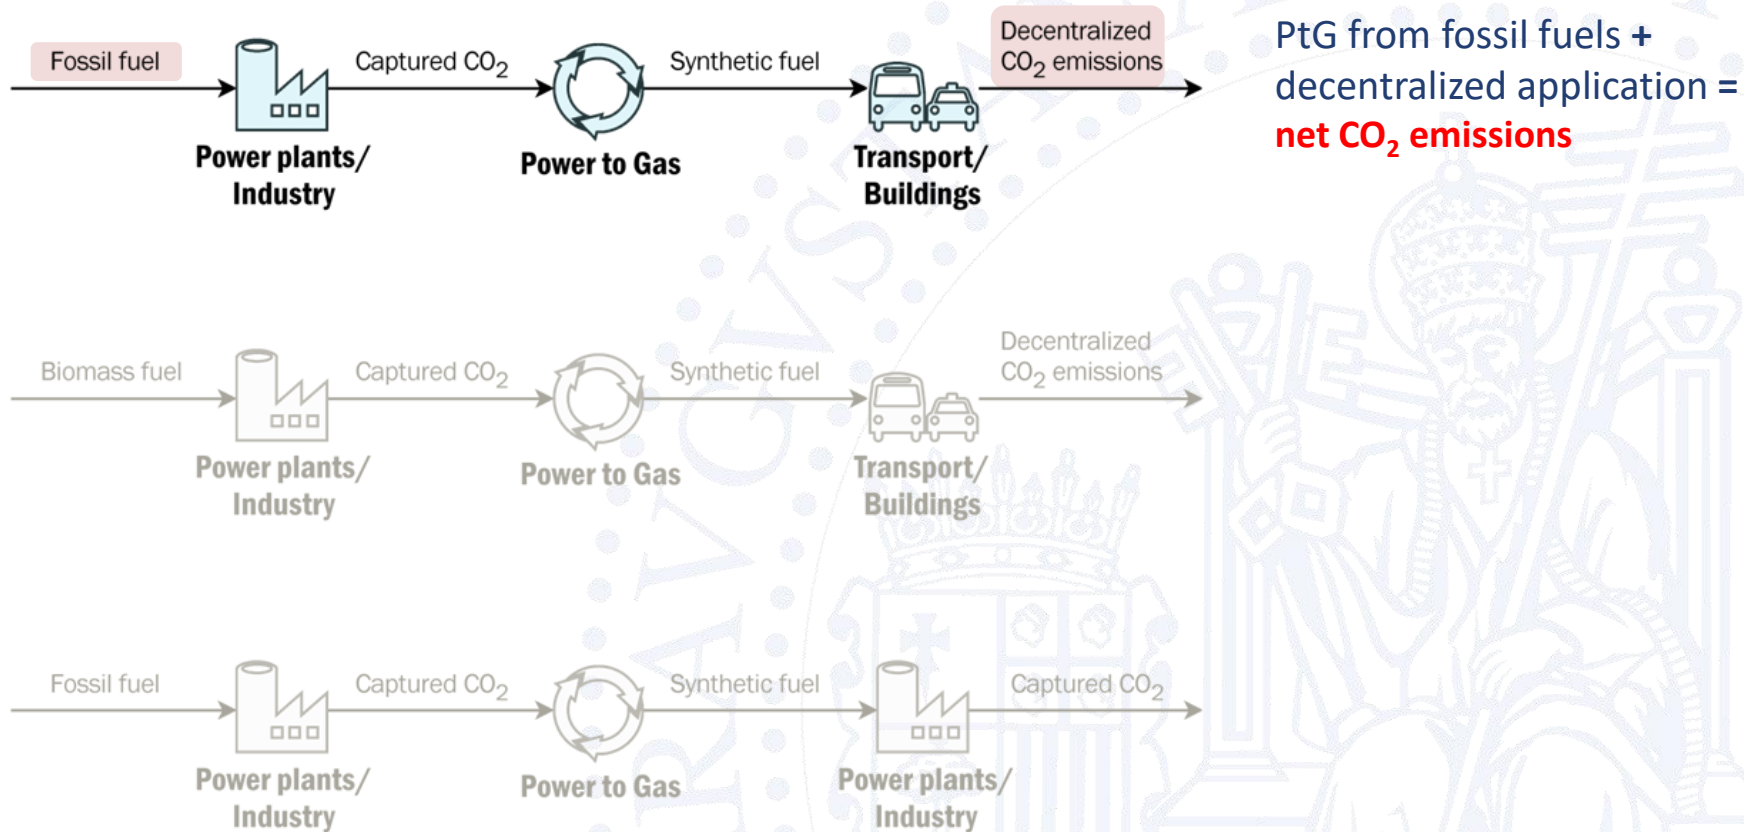 Fossil fuel
Captured CO₂
Synthetic fuel
Decentralized
CO₂ emissions
Power plants/
Industry
Power to Gas
Transport/
Buildings
PtG from fossil fuels +
decentralized application =
net CO₂ emissions
Biomass fuel
Captured CO₂
Synthetic fuel
Decentralized
CO₂ emissions
Power plants/
Industry
Power to Gas
Transport/
Buildings
Fossil fuel
Captured CO₂
Synthetic fuel
Captured CO₂
Power plants/
Industry
Power to Gas
Power plants/
Industry